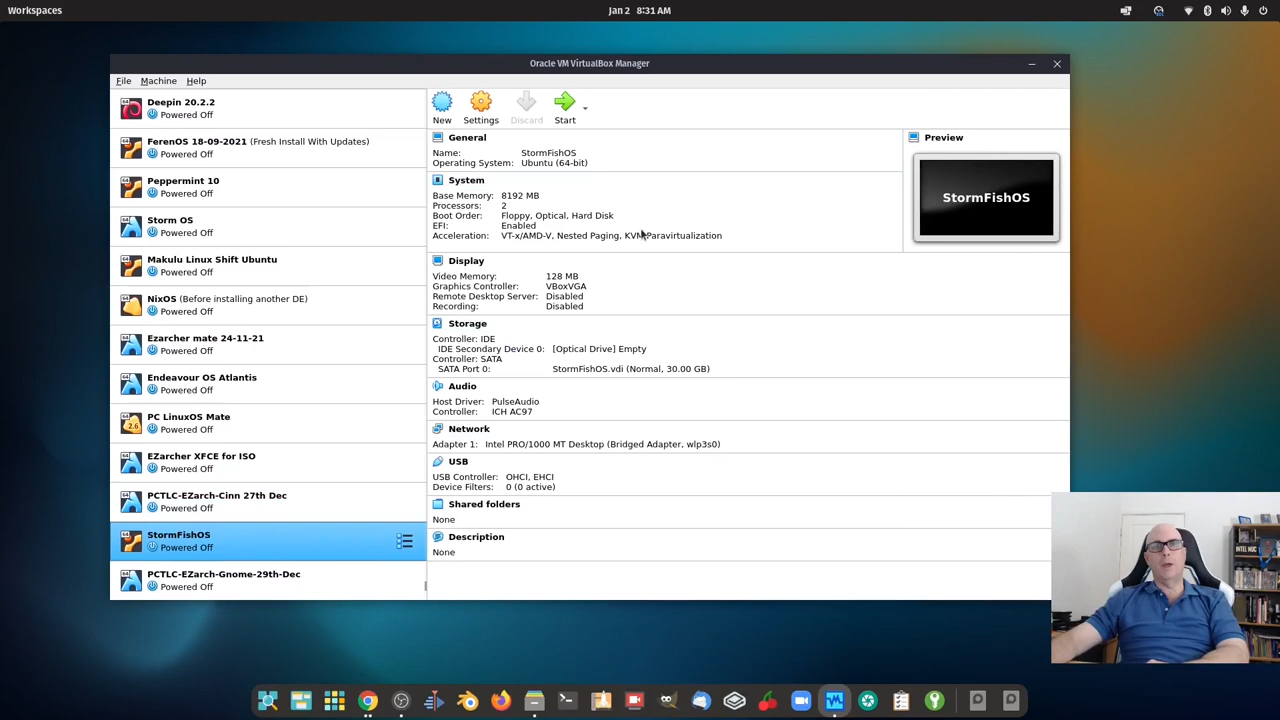 Workspaces
Jan 2 8:31 AM
Oracle VM VirtualBox Manager
File Machine Help
Deepin 20.2.2
Powered Off
FerenOS 18-09-2021 (Fresh Install With Updates)
Powered Off
Peppermint 10
Powered Off
Storm OS
Powered Off
Makulu Linux Shift Ubuntu
Powered Off
NixOS (Before installing another DE)
Powered Off
Ezarcher mate 24-11-21
Powered Off
Endeavour OS Atlantis
Powered Off
PC LinuxOS Mate
Powered Off
EZarcher XFCE for ISO
Powered Off
PCTLC-EZarch-Cinn 27th Dec
Powered Off
StormFishOS
Powered Off
PCTLC-EZarch-Gnome-29th-Dec
Powered Off
New Settings Discard Start
General
Name: StormFishOS
Operating System: Ubuntu (64-bit)
System
Base Memory: 8192 MB
Processors: 2
Boot Order: Floppy, Optical, Hard Disk
EFI: Enabled
Acceleration: VT-x/AMD-V, Nested Paging, KVM Paravirtualization
Preview
StormFishOS
Display
Video Memory: 128 MB
Graphics Controller: VBoxVGA
Remote Desktop Server: Disabled
Recording: Disabled
Storage
Controller: IDE
IDE Secondary Device 0: [Optical Drive] Empty
Controller: SATA
SATA Port 0: StormFishOS.vdi (Normal, 30.00 GB)
Audio
Host Driver: PulseAudio
Controller: ICH AC97
Network
Adapter 1: Intel PRO/1000 MT Desktop (Bridged Adapter, wlp3s0)
USB
USB Controller: OHCI, EHCI
Device Filters: 0 (0 active)
Shared folders
None
Description
None
INTEL NUC